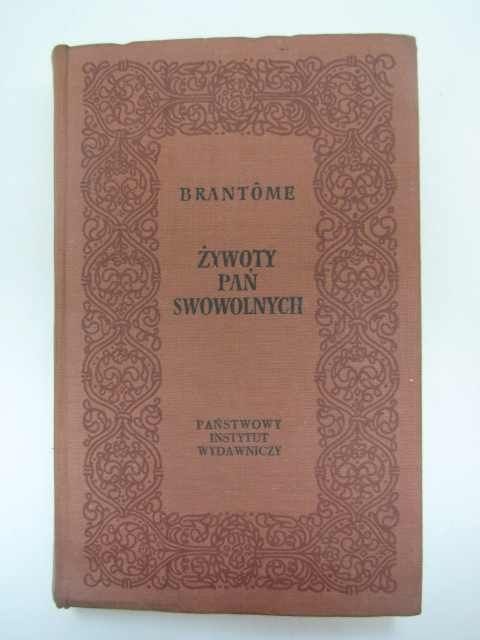 BRANTÔME
ŻYWOTY
PAŃ
SWOWOLNYCH
PAŃSTWOWY
INSTYTUT
WYDAWNICZY